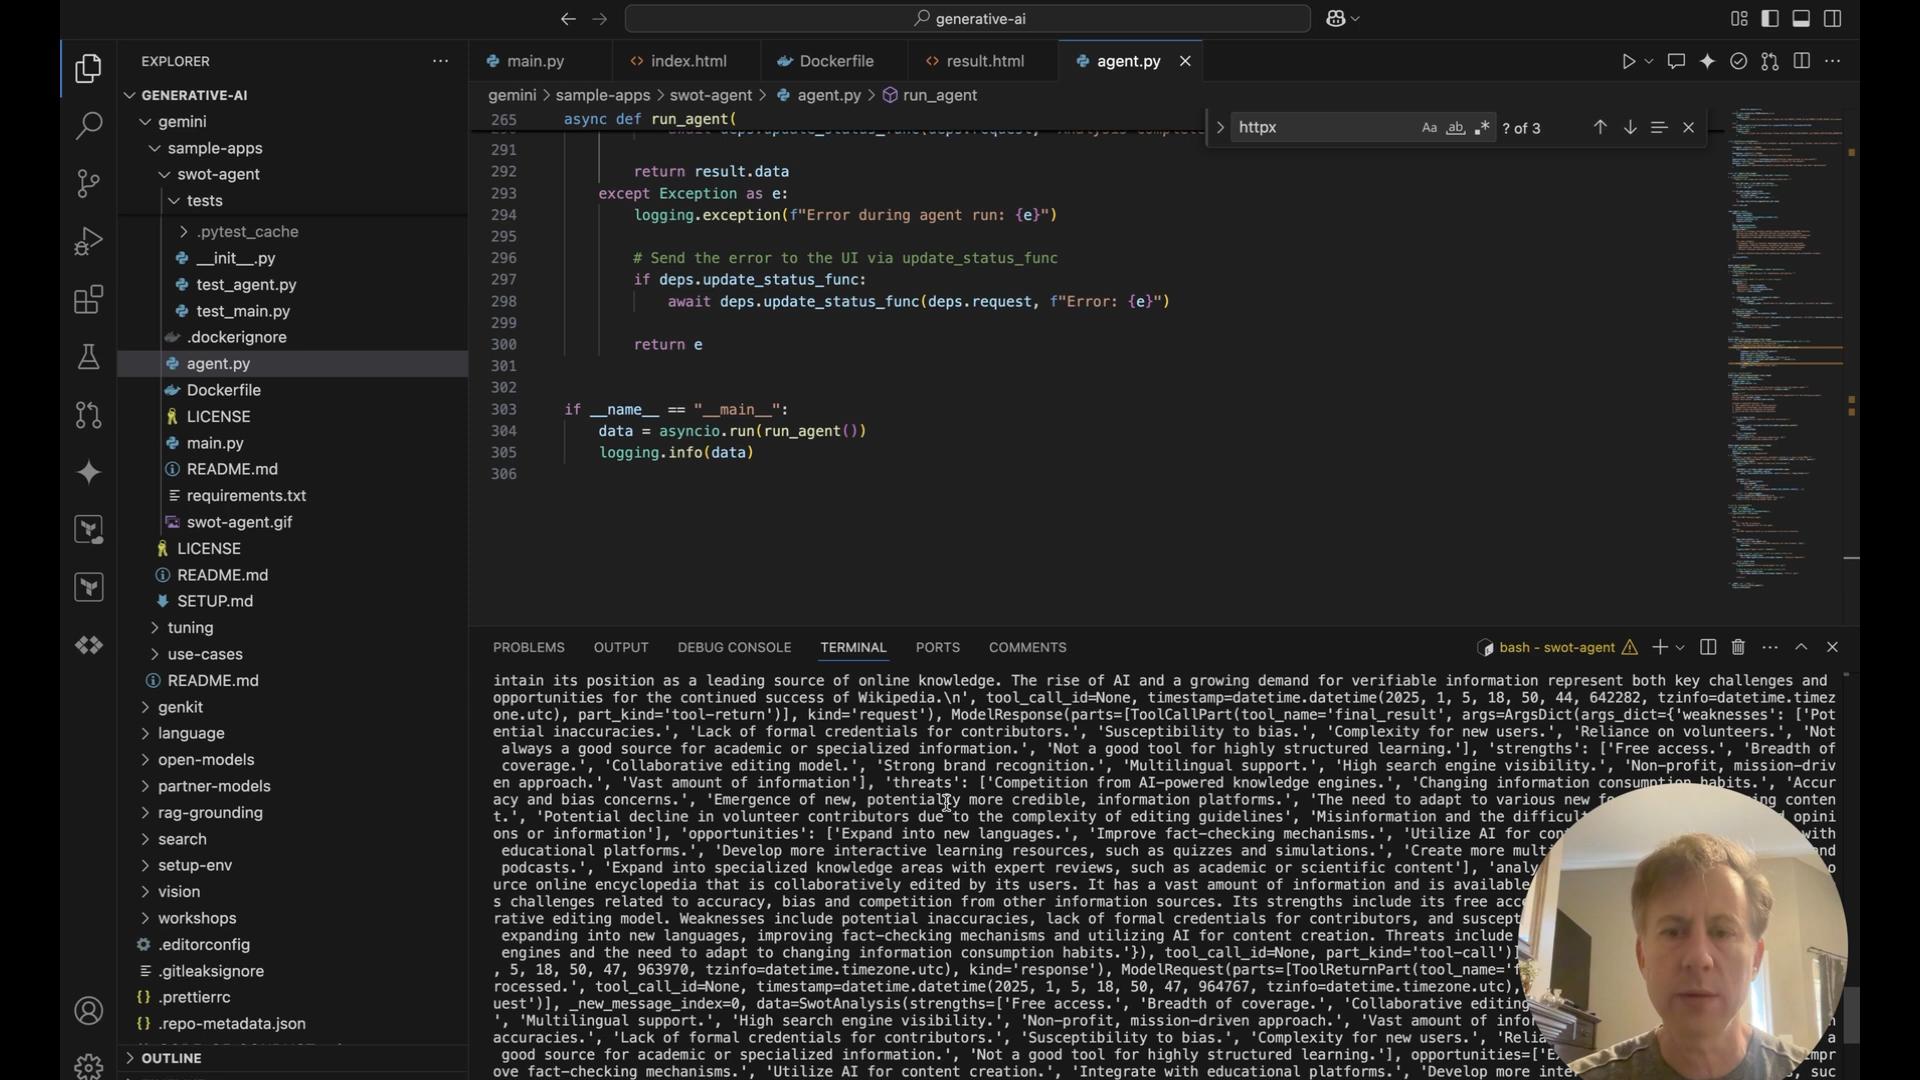 generative-ai
EXPLORER
GENERATIVE-AI
gemini
sample-apps
swot-agent
tests
.pytest_cache
__init__.py
test_agent.py
test_main.py
.dockerignore
agent.py
Dockerfile
LICENSE
main.py
README.md
requirements.txt
swot-agent.gif
LICENSE
README.md
SETUP.md
tuning
use-cases
README.md
genkit
language
open-models
partner-models
rag-grounding
search
setup-env
vision
workshops
.editorconfig
.gitleaksignore
.prettierrc
.repo-metadata.json
OUTLINE
main.py index.html Dockerfile result.html agent.py
gemini > sample-apps > swot-agent > agent.py > run_agent
httpx Aa ab ? of 3
265 async def run_agent(
291
292 return result.data
293 except Exception as e:
294 logging.exception(f"Error during agent run: {e}")
295
296 # Send the error to the UI via update_status_func
297 if deps.update_status_func:
298 await deps.update_status_func(deps.request, f"Error: {e}")
299
300 return e
301
302
303 if __name__ == "__main__":
304 data = asyncio.run(run_agent())
305 logging.info(data)
306
PROBLEMS OUTPUT DEBUG CONSOLE TERMINAL PORTS COMMENTS
bash - swot-agent
intain its position as a leading source of online knowledge. The rise of AI and a growing demand for verifiable information represent both key challenges and
opportunities for the continued success of Wikipedia.\n', tool_call_id=None, timestamp=datetime.datetime(2025, 1, 5, 18, 50, 44, 642282, tzinfo=datetime.timez
one.utc), part_kind='tool-return')], kind='request'), ModelResponse(parts=[ToolCallPart(tool_name='final_result', args=ArgsDict(args_dict={'weaknesses': ['Pot
ential inaccuracies.', 'Lack of formal credentials for contributors.', 'Susceptibility to bias.', 'Complexity for new users.', 'Reliance on volunteers.', 'Not
always a good source for academic or specialized information.', 'Not a good tool for highly structured learning.'], 'strengths': ['Free access.', 'Breadth of
coverage.', 'Collaborative editing model.', 'Strong brand recognition.', 'Multilingual support.', 'High search engine visibility.', 'Non-profit, mission-driv
en approach.', 'Vast amount of information'], 'threats': ['Competition from AI-powered knowledge engines.', 'Changing information consumption habits.', 'Accur
acy and bias concerns.', 'Emergence of new, potentially more credible, information platforms.', 'The need to adapt to various new conten
t.', 'Potential decline in volunteer contributors due to the complexity of editing guidelines', 'Misinformation and the opini
ons or information'], 'opportunities': ['Expand into new languages.', 'Improve fact-checking mechanisms.', 'Utilize AI for with
educational platforms.', 'Develop more interactive learning resources, such as quizzes and simulations.', 'Create more and
podcasts.', 'Expand into specialized knowledge areas with expert reviews, such as academic or scientific content'],
urce online encyclopedia that is collaboratively edited by its users. It has a vast amount of information and is available
s challenges related to accuracy, bias and competition from other information sources. Its strengths include its free
rative editing model. Weaknesses include potential inaccuracies, lack of formal credentials for contributors, and
expanding into new languages, improving fact-checking mechanisms and utilizing AI for content creation. Threats include
engines and the need to adapt to changing information consumption habits.'}), tool_call_id=None, part_kind='tool-call')]
, 5, 18, 50, 47, 963970, tzinfo=datetime.timezone.utc), kind='response'), ModelRequest(parts=[ToolReturnPart(tool_name=
rocessed.', tool_call_id=None, timestamp=datetime.datetime(2025, 1, 5, 18, 50, 47, 964767, tzinfo=datetime.timezone.utc),
uest')], _new_message_index=0, data=SwotAnalysis(strengths=['Free access.', 'Breadth of coverage.', 'Collaborative
', 'Multilingual support.', 'High search engine visibility.', 'Non-profit, mission-driven approach.', 'Vast amount of
accuracies.', 'Lack of formal credentials for contributors.', 'Susceptibility to bias.', 'Complexity for new users.', a
good source for academic or specialized information.', 'Not a good tool for highly structured learning.'], mpr
ove fact-checking mechanisms.', 'Utilize AI for content creation.', 'Integrate with educational platforms.', 'Develop more suc